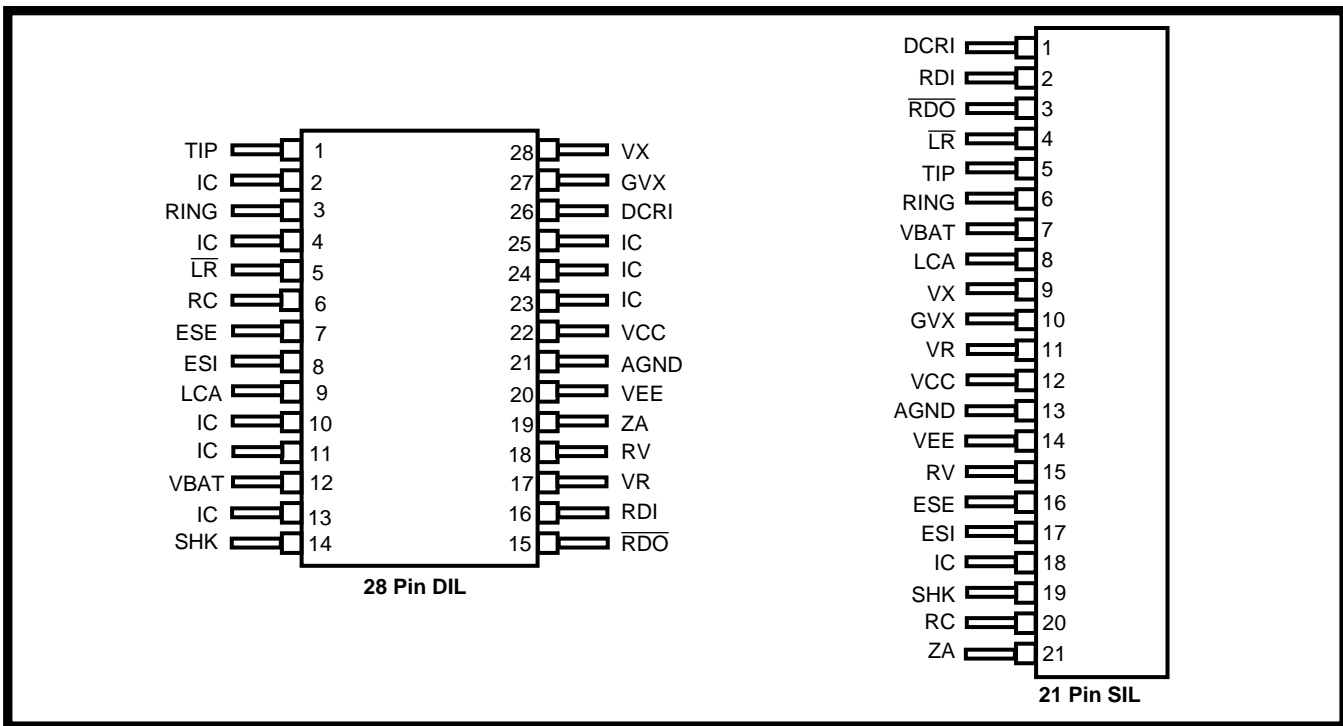 TIP 1 28 VX
IC 2 27 GVX
RING 3 26 DCRI
IC 4 25 IC
L̅R̅ 5 24 IC
RC 6 23 IC
ESE 7 22 VCC
ESI 8 21 AGND
LCA 9 20 VEE
IC 10 19 ZA
IC 11 18 RV
VBAT 12 17 VR
IC 13 16 RDI
SHK 14 15 R̅D̅O̅
28 Pin DIL
DCRI 1
RDI 2
R̅D̅O̅ 3
L̅R̅ 4
TIP 5
RING 6
VBAT 7
LCA 8
VX 9
GVX 10
VR 11
VCC 12
AGND 13
VEE 14
RV 15
ESE 16
ESI 17
IC 18
SHK 19
RC 20
ZA 21
21 Pin SIL